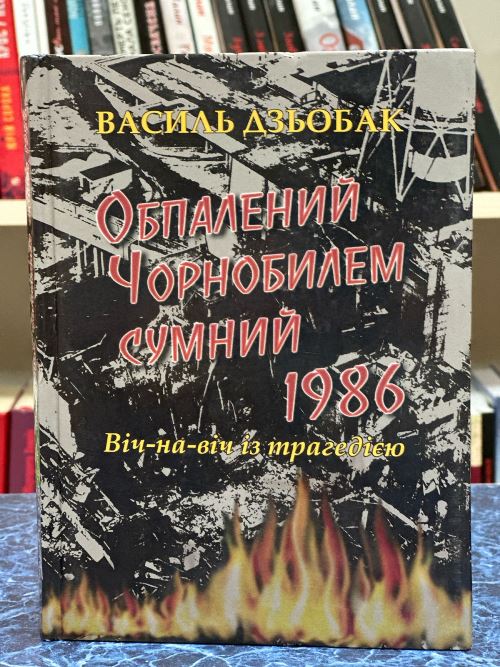 ВАСИЛЬ ДЗЬОБАК
ОБПАЛЕНИЙ
ЧОРНОБИЛЕМ
СУМНИЙ
1986
Віч-на-віч із трагедією